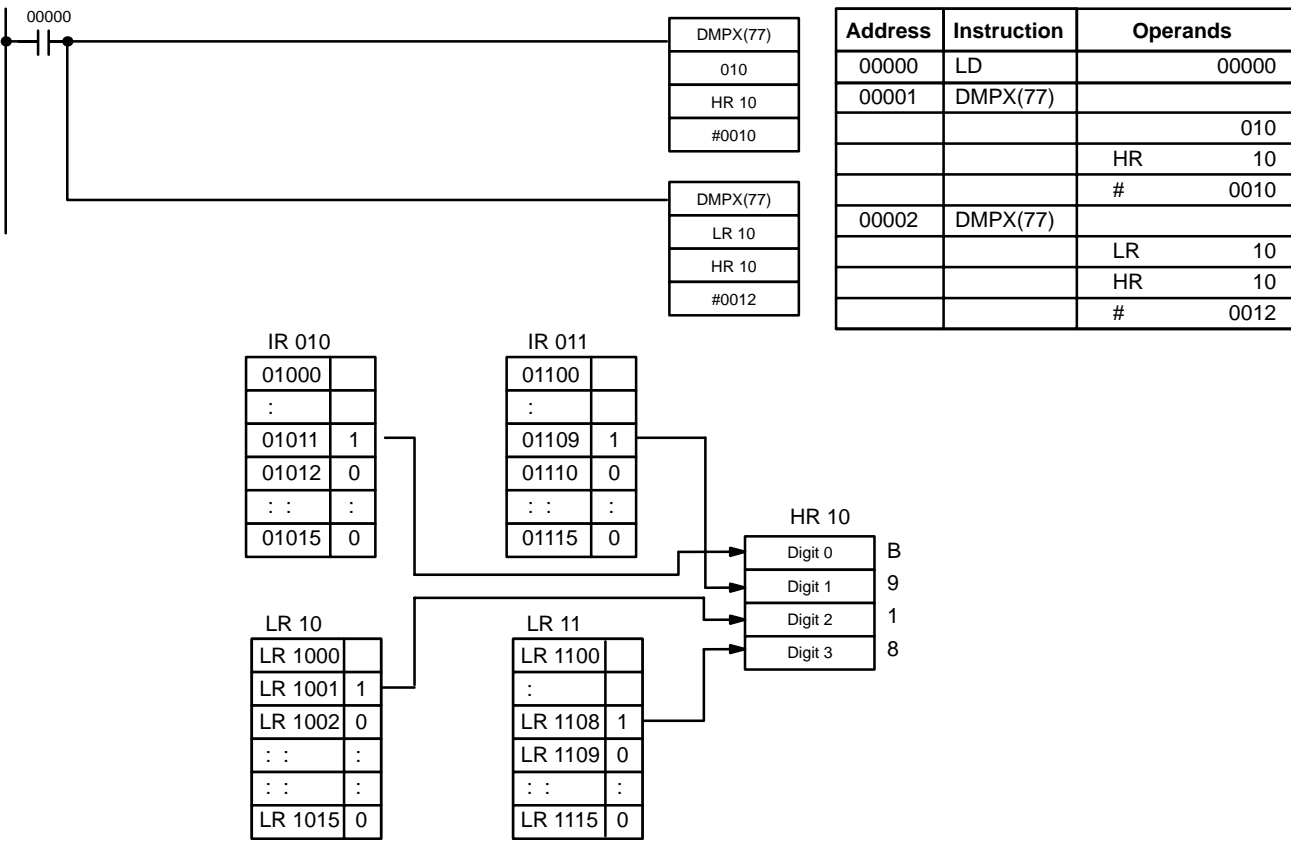 00000
DMPX(77)
010
HR 10
#0010
DMPX(77)
LR 10
HR 10
#0012
Address Instruction Operands
00000 LD 00000
00001 DMPX(77)
010
HR 10
# 0010
00002 DMPX(77)
LR 10
HR 10
# 0012
IR 010
01000
:
01011 1
01012 0
: : :
01015 0
IR 011
01100
:
01109 1
01110 0
: : :
01115 0
HR 10
Digit 0 B
Digit 1 9
Digit 2 1
Digit 3 8
LR 10
LR 1000
LR 1001 1
LR 1002 0
: : :
: : :
LR 1015 0
LR 11
LR 1100
:
LR 1108 1
LR 1109 0
: : :
LR 1115 0